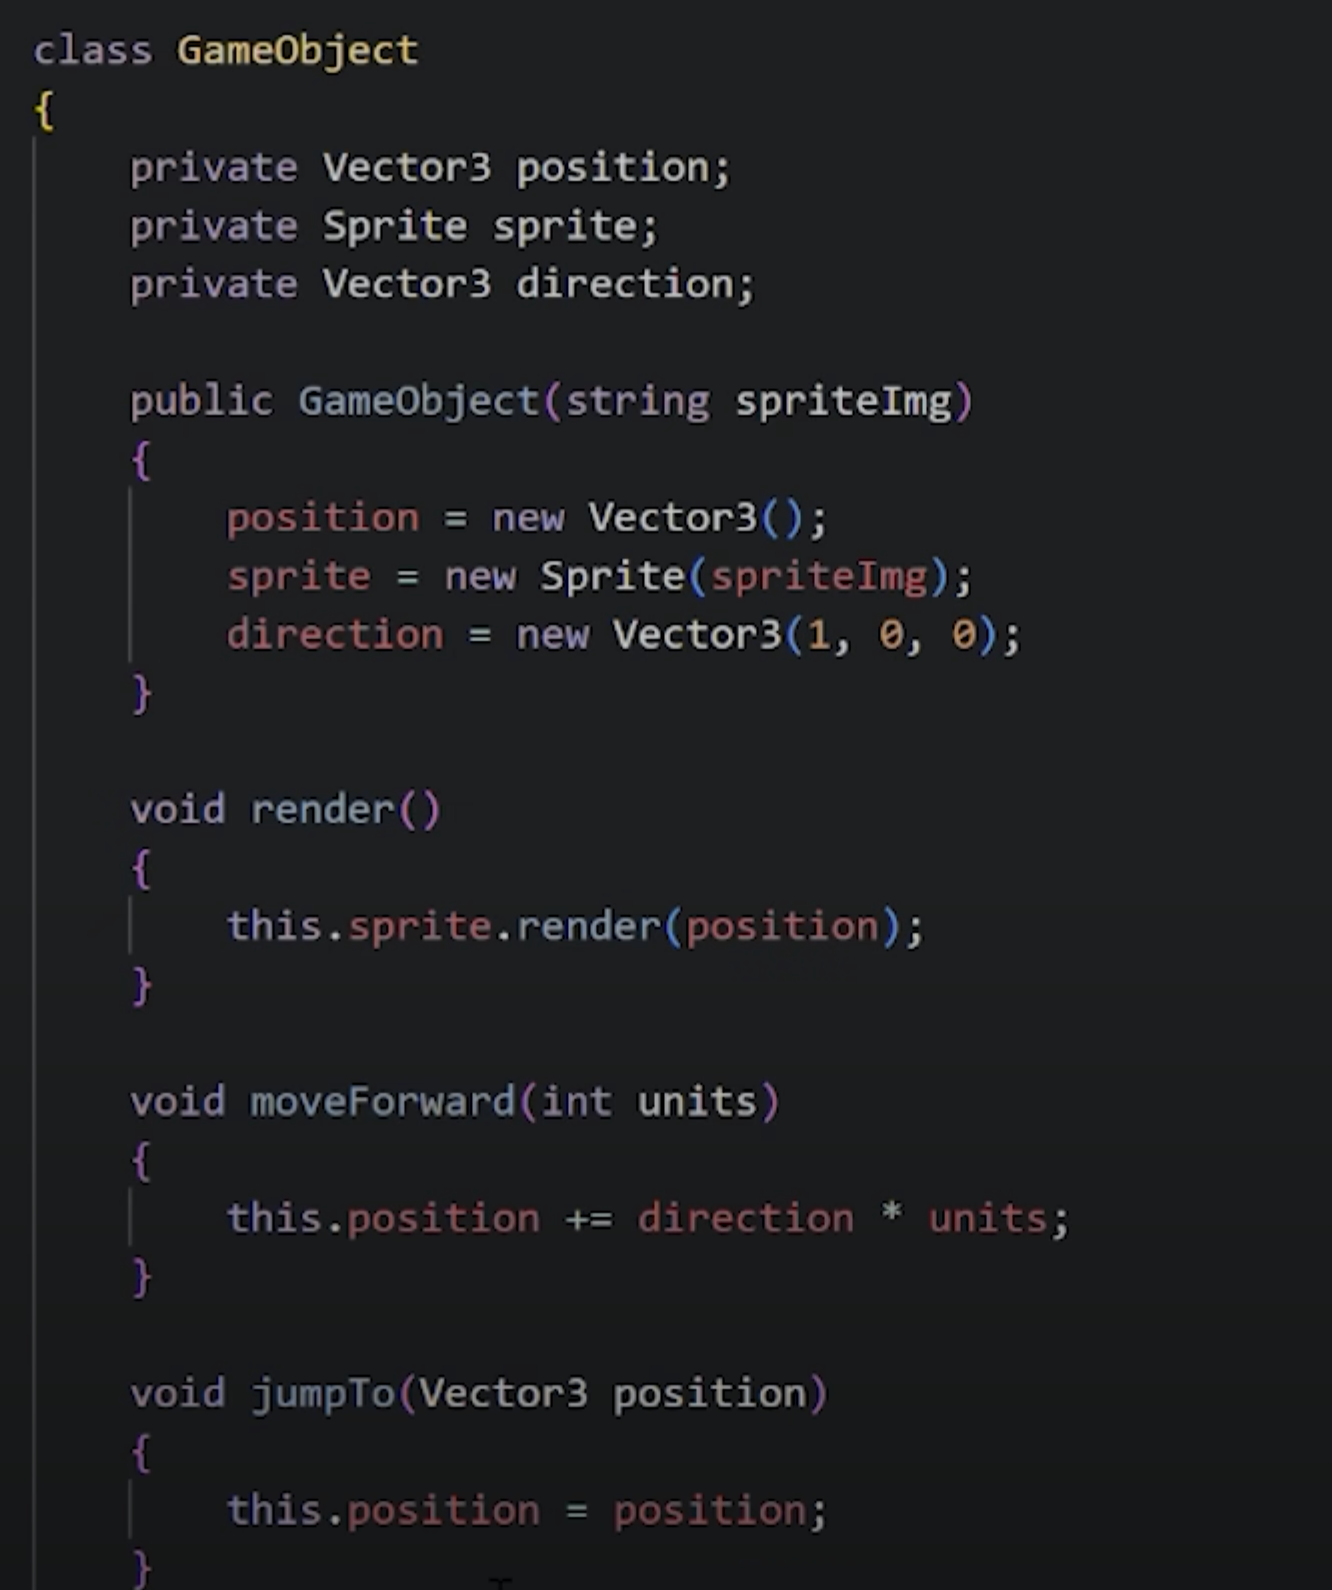 class GameObject
{
    private Vector3 position;
    private Sprite sprite;
    private Vector3 direction;

    public GameObject(string spriteImg)
    {
        position = new Vector3();
        sprite = new Sprite(spriteImg);
        direction = new Vector3(1, 0, 0);
    }

    void render()
    {
        this.sprite.render(position);
    }

    void moveForward(int units)
    {
        this.position += direction * units;
    }

    void jumpTo(Vector3 position)
    {
        this.position = position;
    }